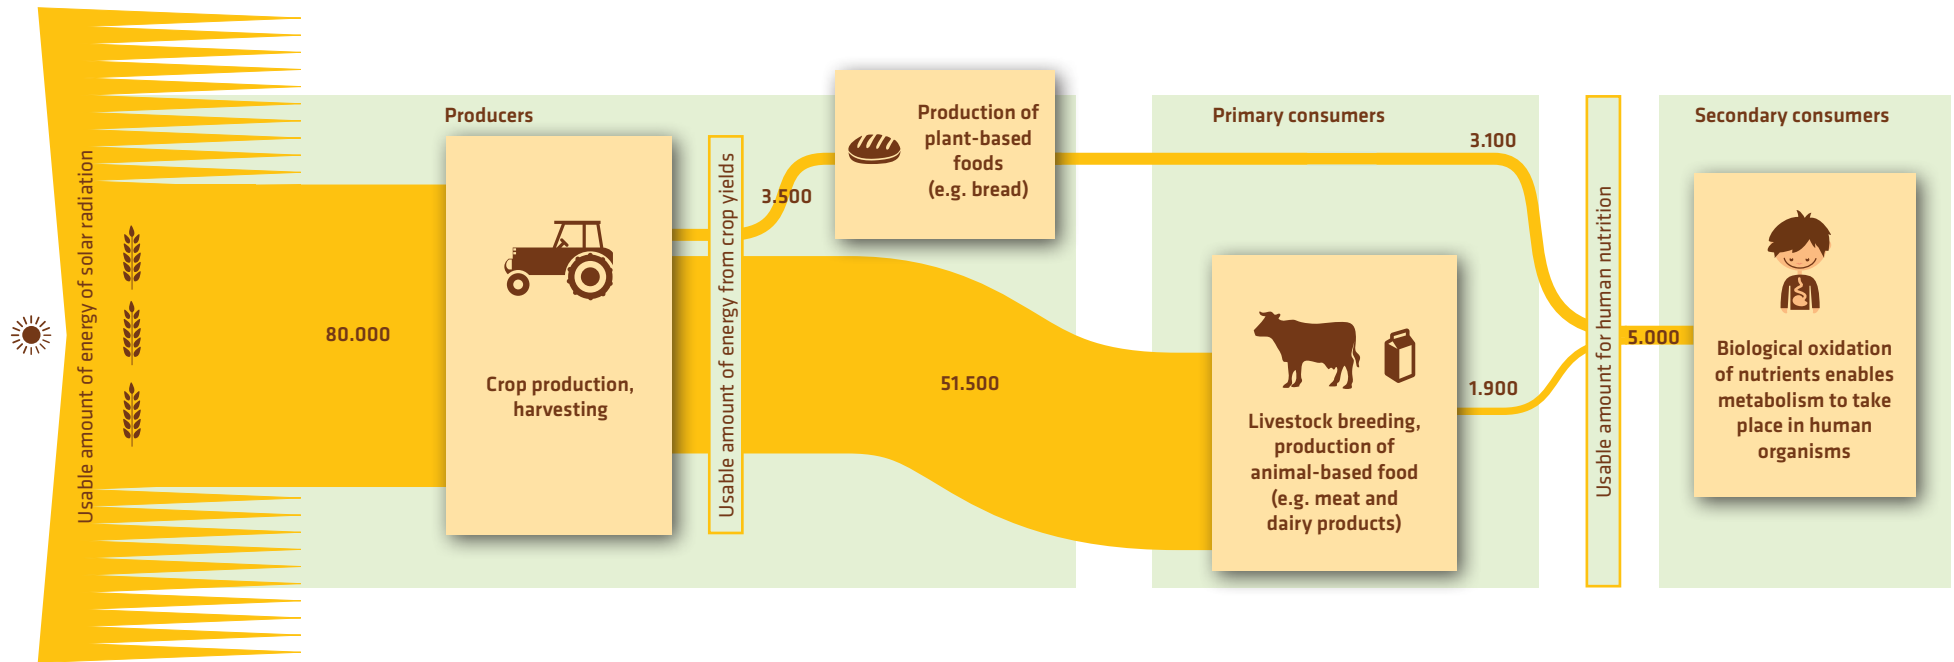 Usable amount of energy of solar radiation
80.000
Producers
Crop production,
harvesting
Usable amount of energy from crop yields
3.500
Production of
plant-based
foods
(e.g. bread)
51.500
Primary consumers
3.100
Livestock breeding,
production of
animal-based food
(e.g. meat and
dairy products)
1.900
Usable amount for human nutrition
5.000
Secondary consumers
Biological oxidation
of nutrients enables
metabolism to take
place in human
organisms